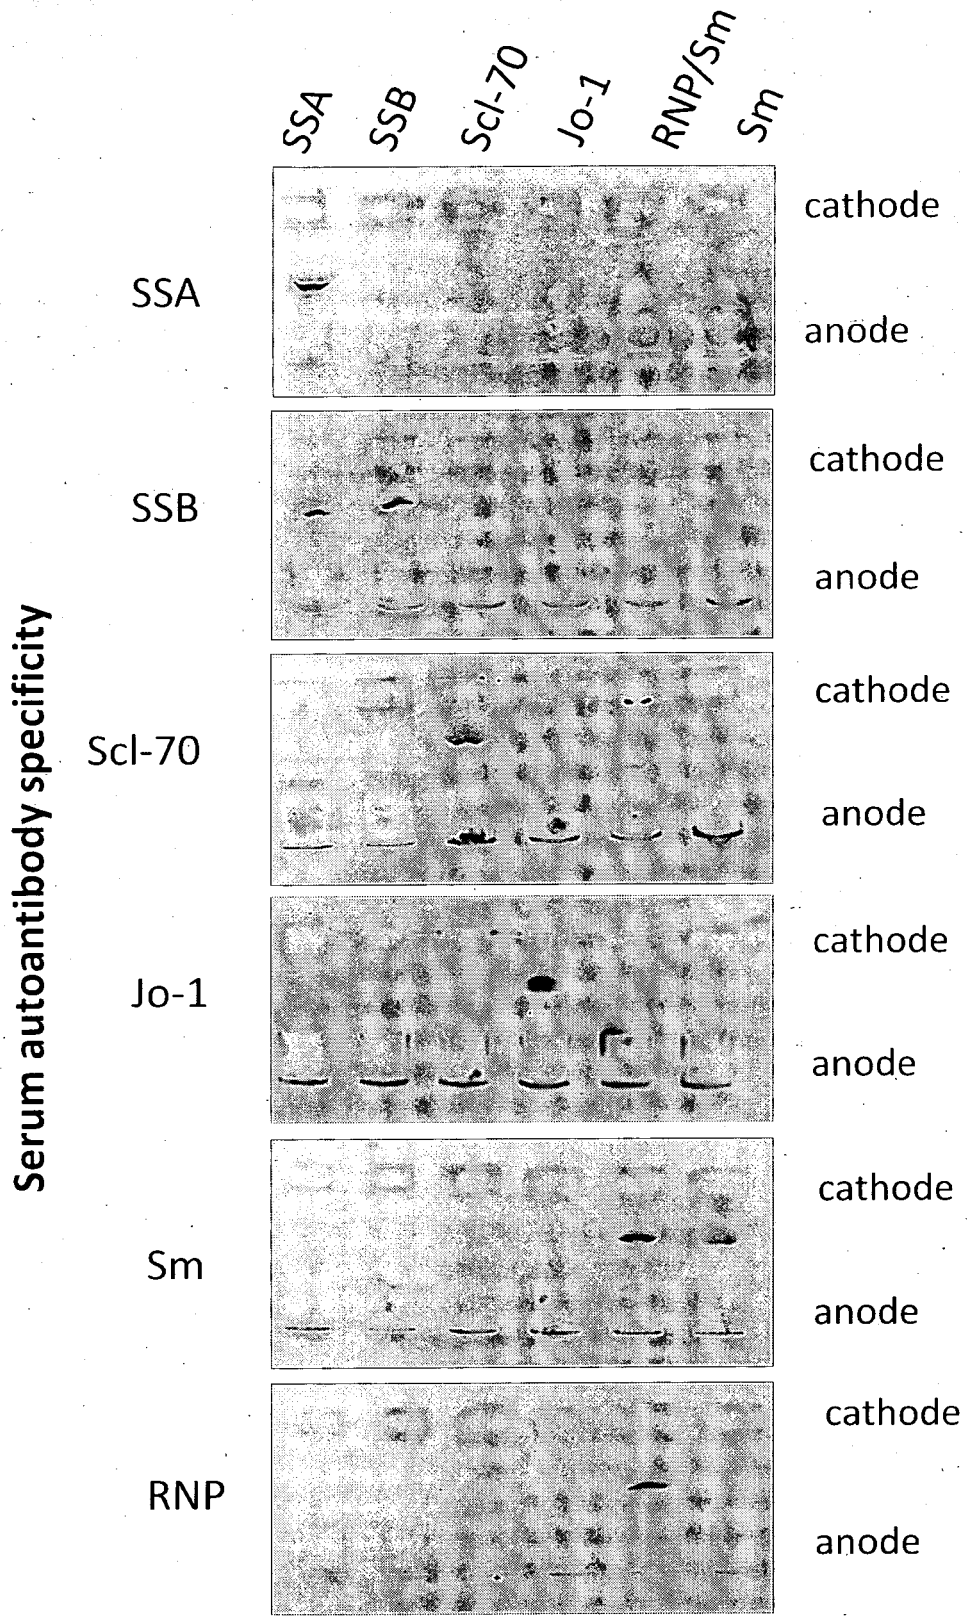 SSA SSB Scl-70 Jo-1 RNP/Sm Sm
cathode
SSA
anode
cathode
SSB
anode
cathode
Scl-70
anode
Serum autoantibody specificity
cathode
Jo-1
anode
cathode
Sm
anode
cathode
RNP
anode